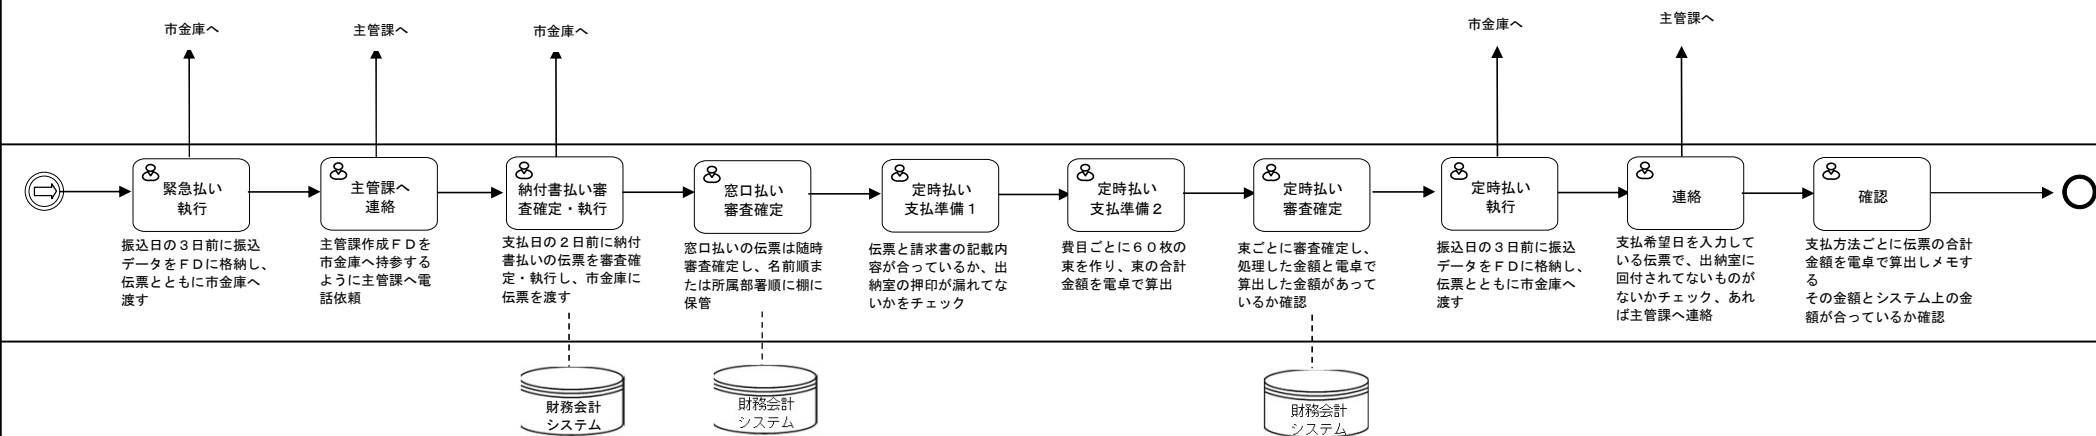 市金庫へ
主管課へ
市金庫へ
市金庫へ
主管課へ
緊急払い
執行
主管課へ
連絡
納付書払い審
査確定・執行
窓口払い
審査確定
定時払い
支払準備１
定時払い
支払準備２
定時払い
審査確定
定時払い
執行
連絡
確認
振込日の３日前に振込
データをＦＤに格納し、
伝票とともに市金庫へ
渡す
主管課作成ＦＤを
市金庫へ持参する
ように主管課へ電
話依頼
支払日の２日前に納付
書払いの伝票を審査確
定・執行し、市金庫に
伝票を渡す
窓口払いの伝票は随時
審査確定し、名前順ま
たは所属部署順に棚に
保管
伝票と請求書の記載内
容が合っているか、出
納室の押印が漏れてな
いかをチェック
費目ごとに６０枚の
束を作り、束の合計
金額を電卓で算出
束ごとに審査確定し、
処理した金額と電卓で
算出した金額があって
いるか確認
振込日の３日前に振込
データをＦＤに格納し、
伝票とともに市金庫へ
渡す
支払希望日を入力して
いる伝票で、出納室に
回付されてないものが
ないかチェック、あれ
ば主管課へ連絡
支払方法ごとに伝票の合計
金額を電卓で算出しメモす
る
その金額とシステム上の金
額が合っているか確認
財務会計
システム
財務会計
システム
財務会計
システム